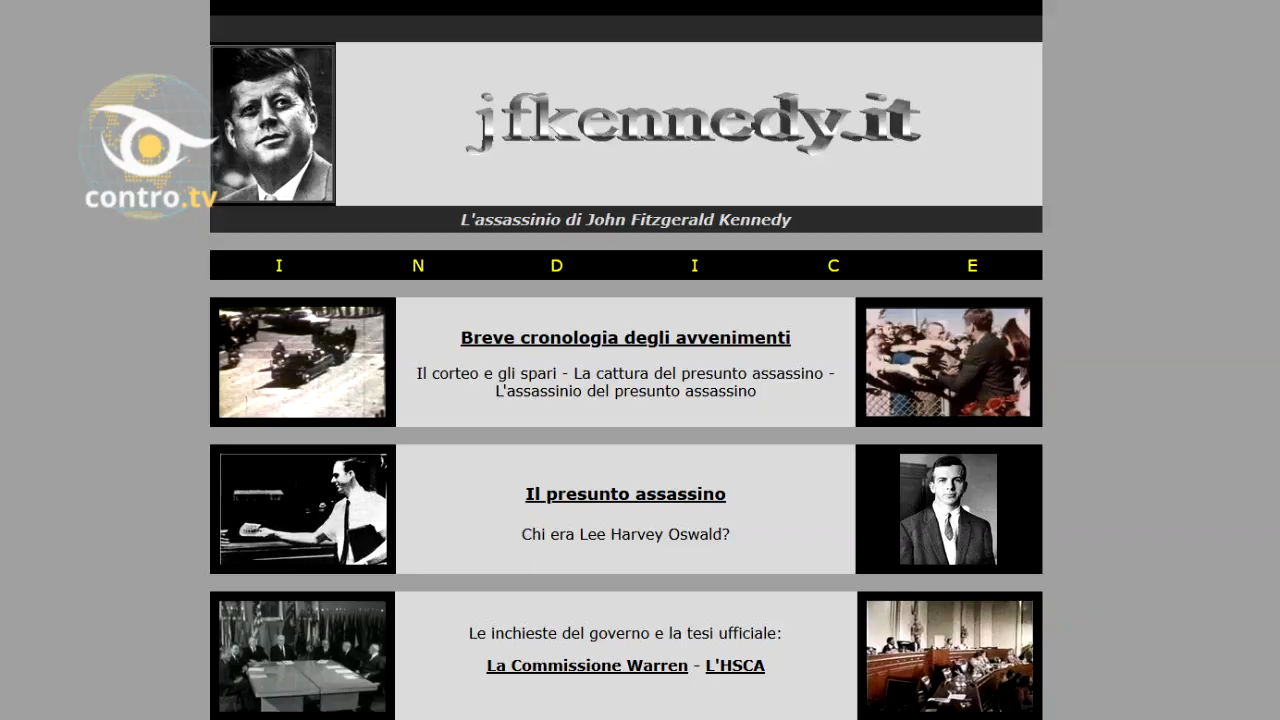 jfkennedy.it
contro.tv
L'assassinio di John Fitzgerald Kennedy
I N D I C E
Breve cronologia degli avvenimenti
Il corteo e gli spari - La cattura del presunto assassino -
L'assassinio del presunto assassino
Il presunto assassino
Chi era Lee Harvey Oswald?
Le inchieste del governo e la tesi ufficiale:
La Commissione Warren - L'HSCA